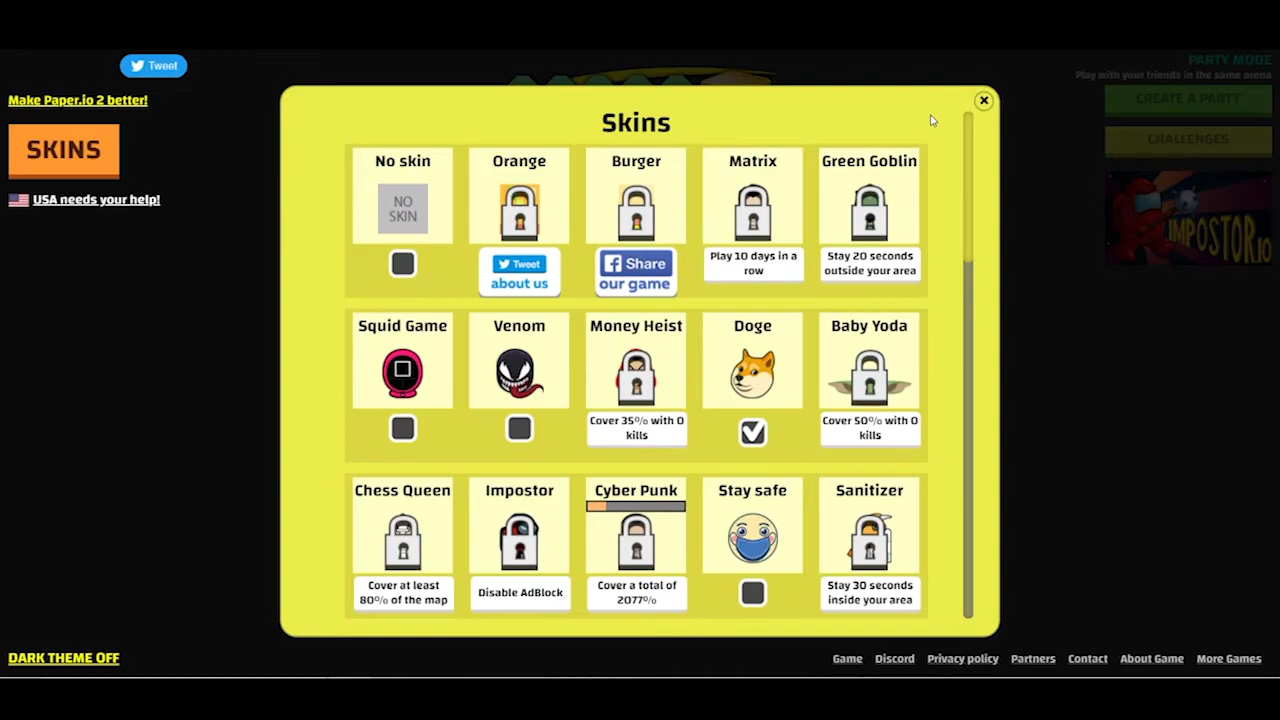 Tweet
PARTY MODE
Play with your friends in the same arena
Make Paper.io 2 better!
CREATE A PARTY
SKINS
CHALLENGES
USA needs your help!
IMPOSTOR.IO
Skins
No skin
Orange
Burger
Matrix
Green Goblin
NO
SKIN
Tweet
about us
Share
our game
Play 10 days in a
row
Stay 20 seconds
outside your area
Squid Game
Venom
Money Heist
Doge
Baby Yoda
Cover 35% with 0
kills
Cover 50% with 0
kills
Chess Queen
Impostor
Cyber Punk
Stay safe
Sanitizer
Cover at least
80% of the map
Disable AdBlock
Cover a total of
2077%
Stay 30 seconds
inside your area
DARK THEME OFF
Game
Discord
Privacy policy
Partners
Contact
About Game
More Games